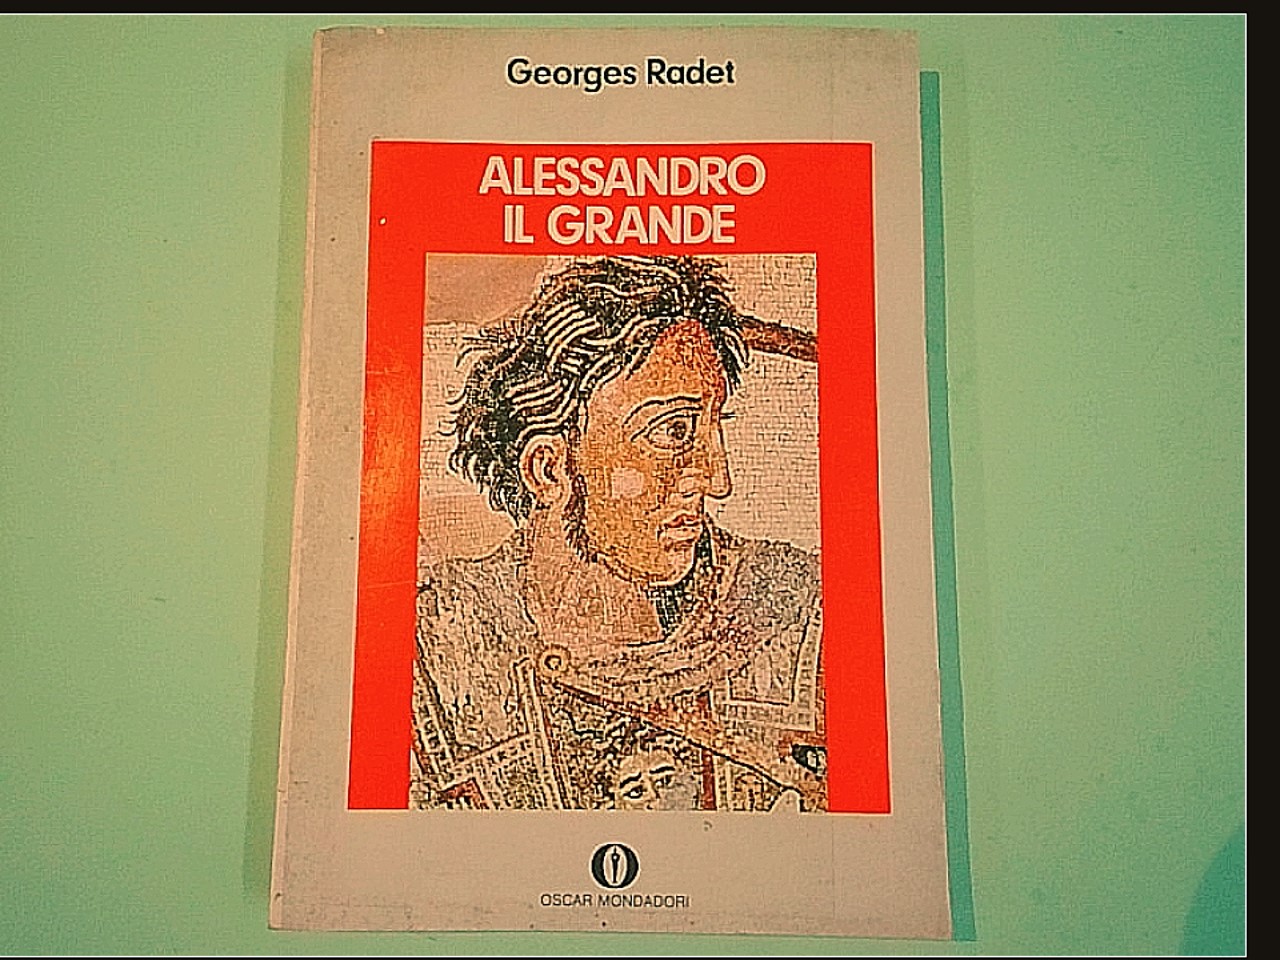 Georges Radet
ALESSANDRO
IL GRANDE
OSCAR MONDADORI